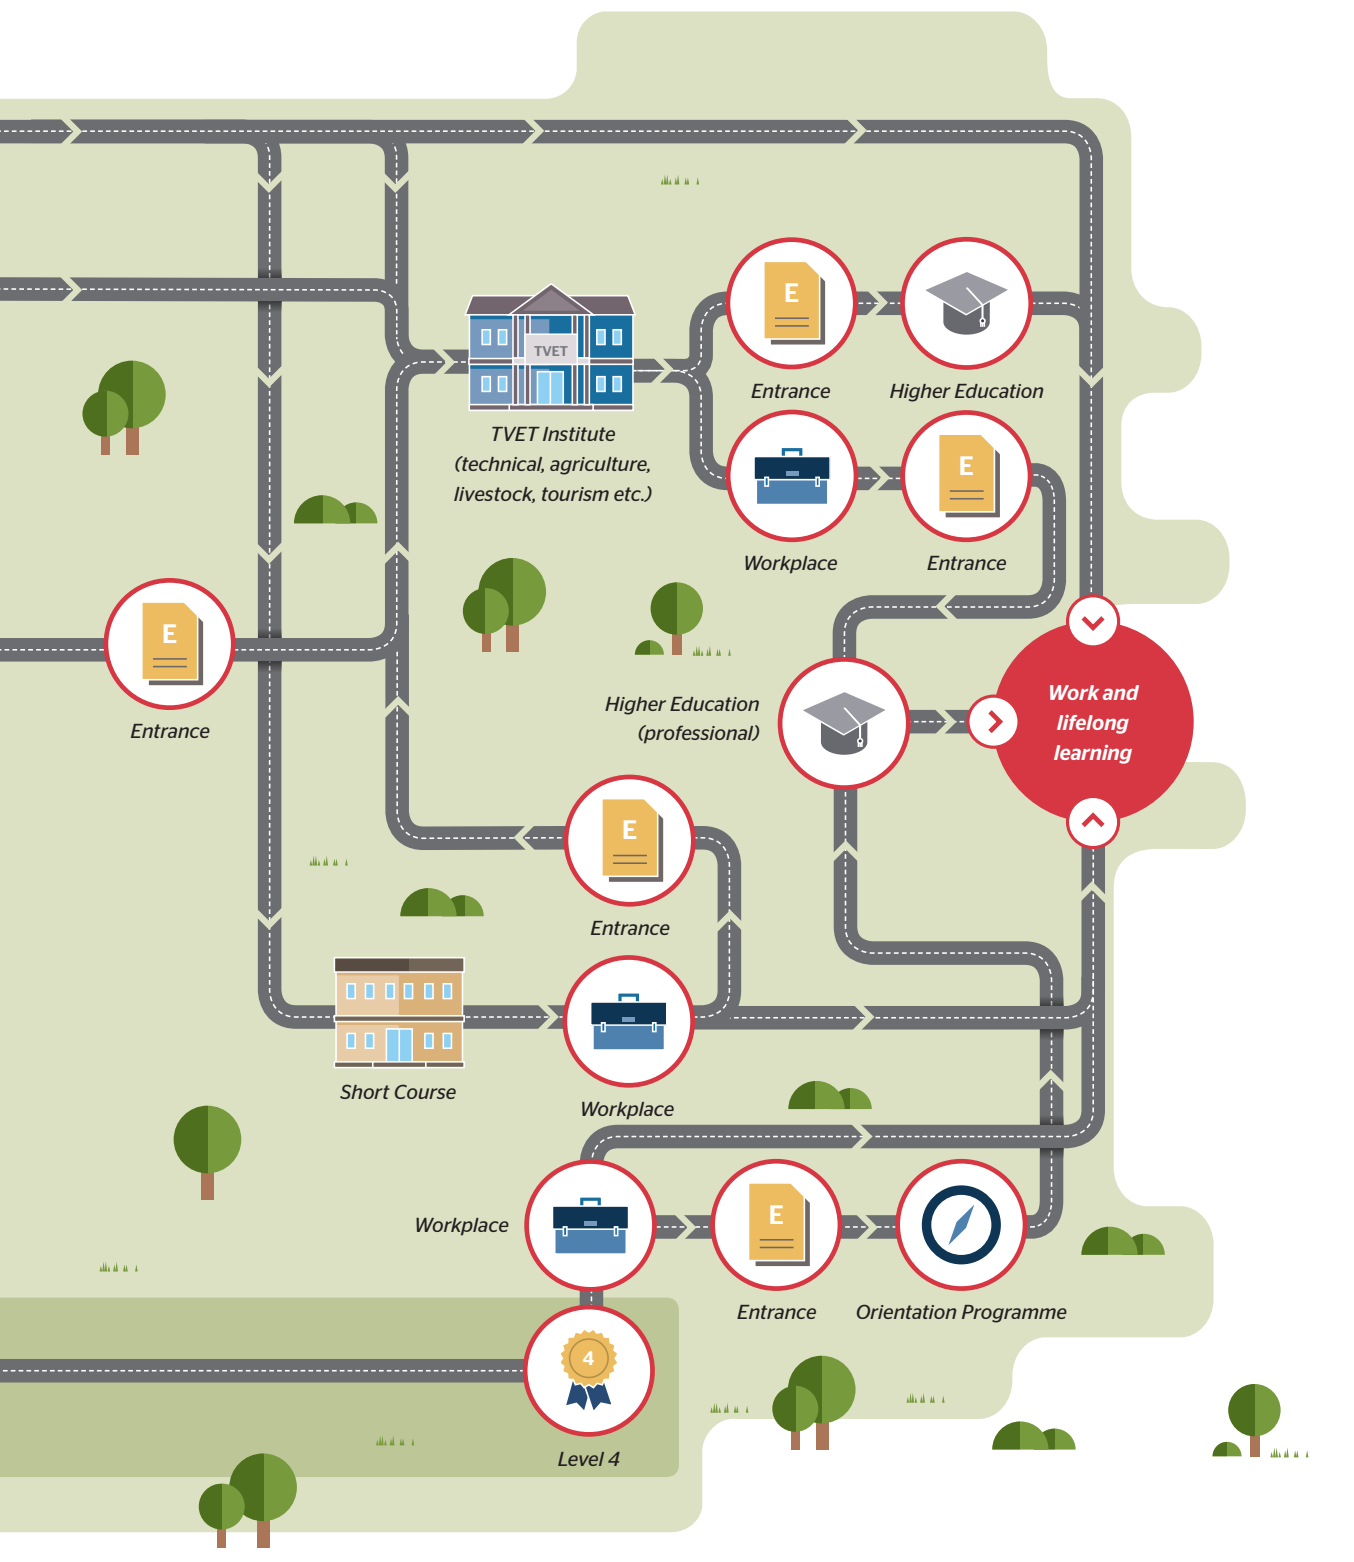 E
Entrance
Higher Education
TVET
TVET Institute
(technical, agriculture,
livestock, tourism etc.)
E
Workplace
Entrance
E
Entrance
Higher Education
(professional)
Work and
lifelong
learning
E
Entrance
Short Course
Workplace
Workplace
E
Entrance
Orientation Programme
4
Level 4